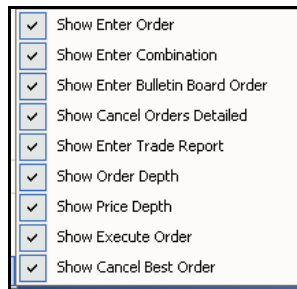 Show Enter Order
Show Enter Combination
Show Enter Bulletin Board Order
Show Cancel Orders Detailed
Show Enter Trade Report
Show Order Depth
Show Price Depth
Show Execute Order
Show Cancel Best Order